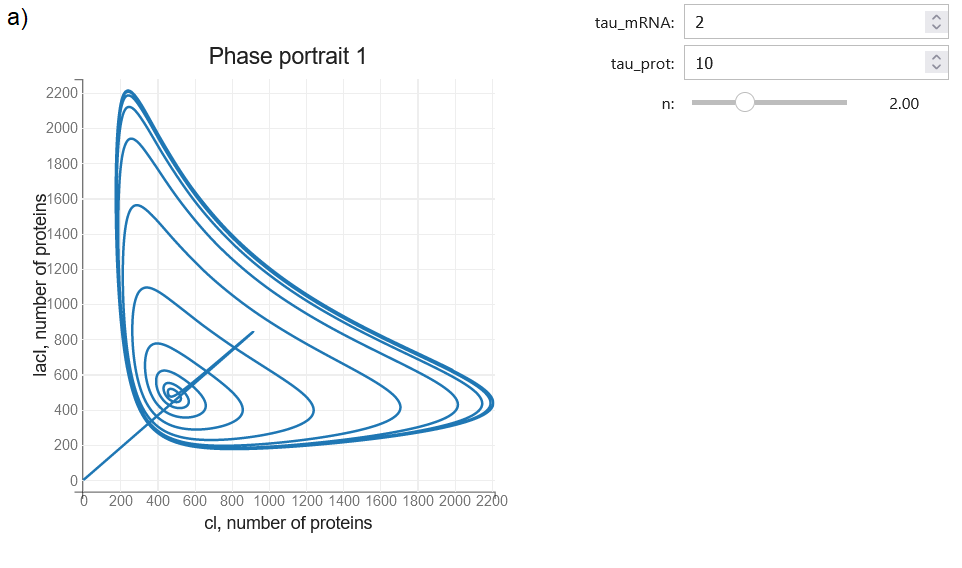 a)
Phase portrait 1
2200
2000
1800
1600
1400
1200
1000
800
600
400
200
0
lacI, number of proteins
0 200 400 600 800 1000 1200 1400 1600 1800 2000 2200
cI, number of proteins
tau_mRNA: 2
tau_prot: 10
n: 2.00